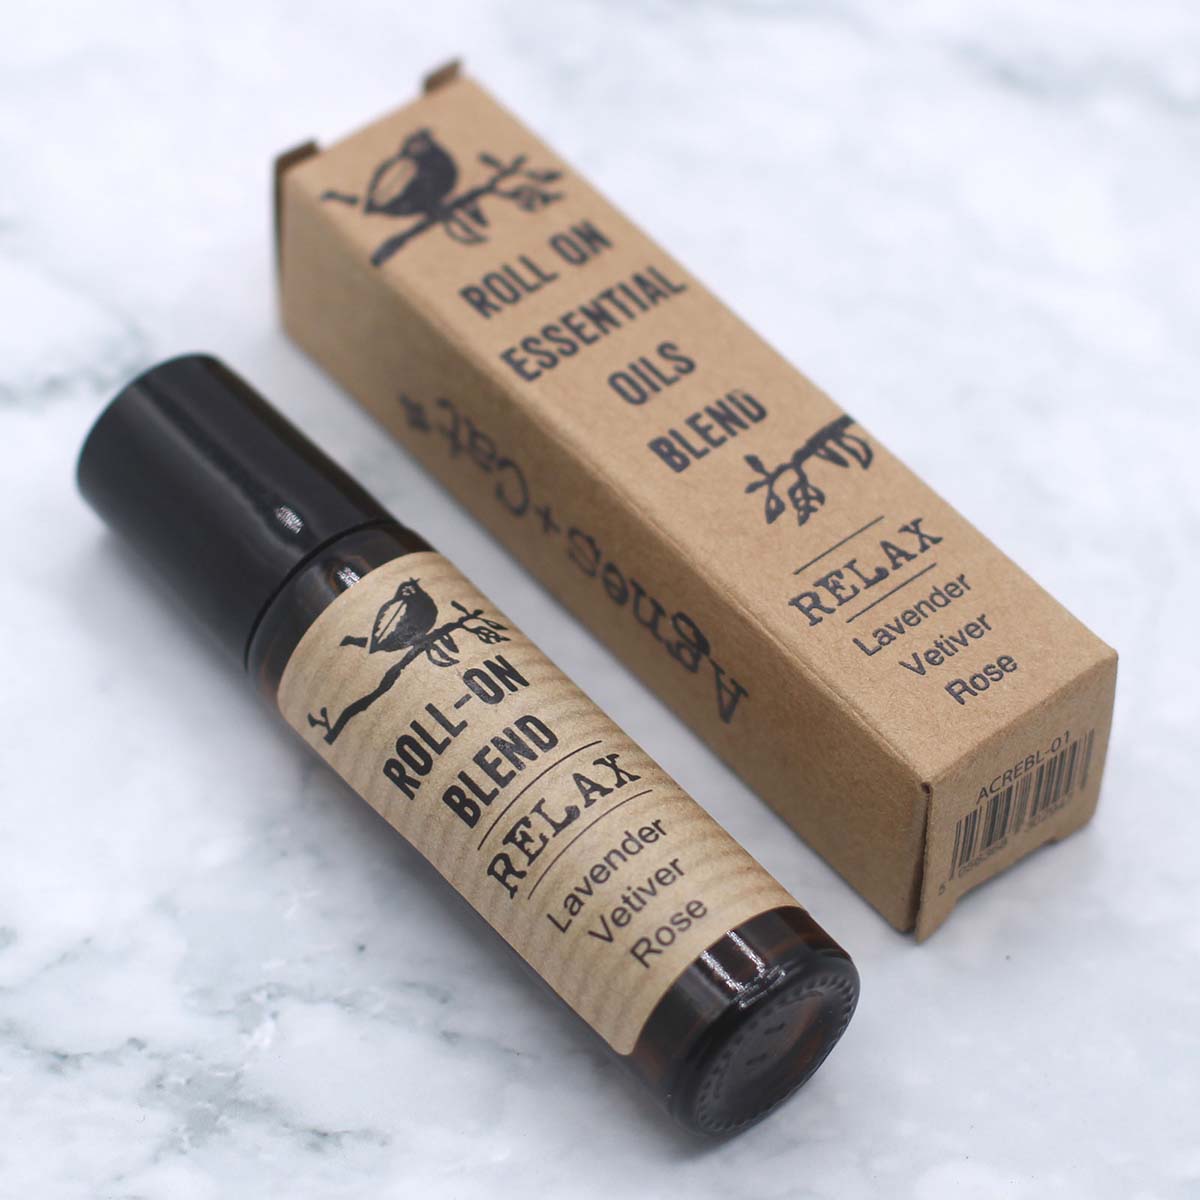 ROLL ON
ESSENTIAL
OILS
BLEND
RELAX
Lavender
Vetiver
Rose
Agnes+Cat
ACREBL-01
ROLL-ON
BLEND
RELAX
Lavender
Vetiver
Rose